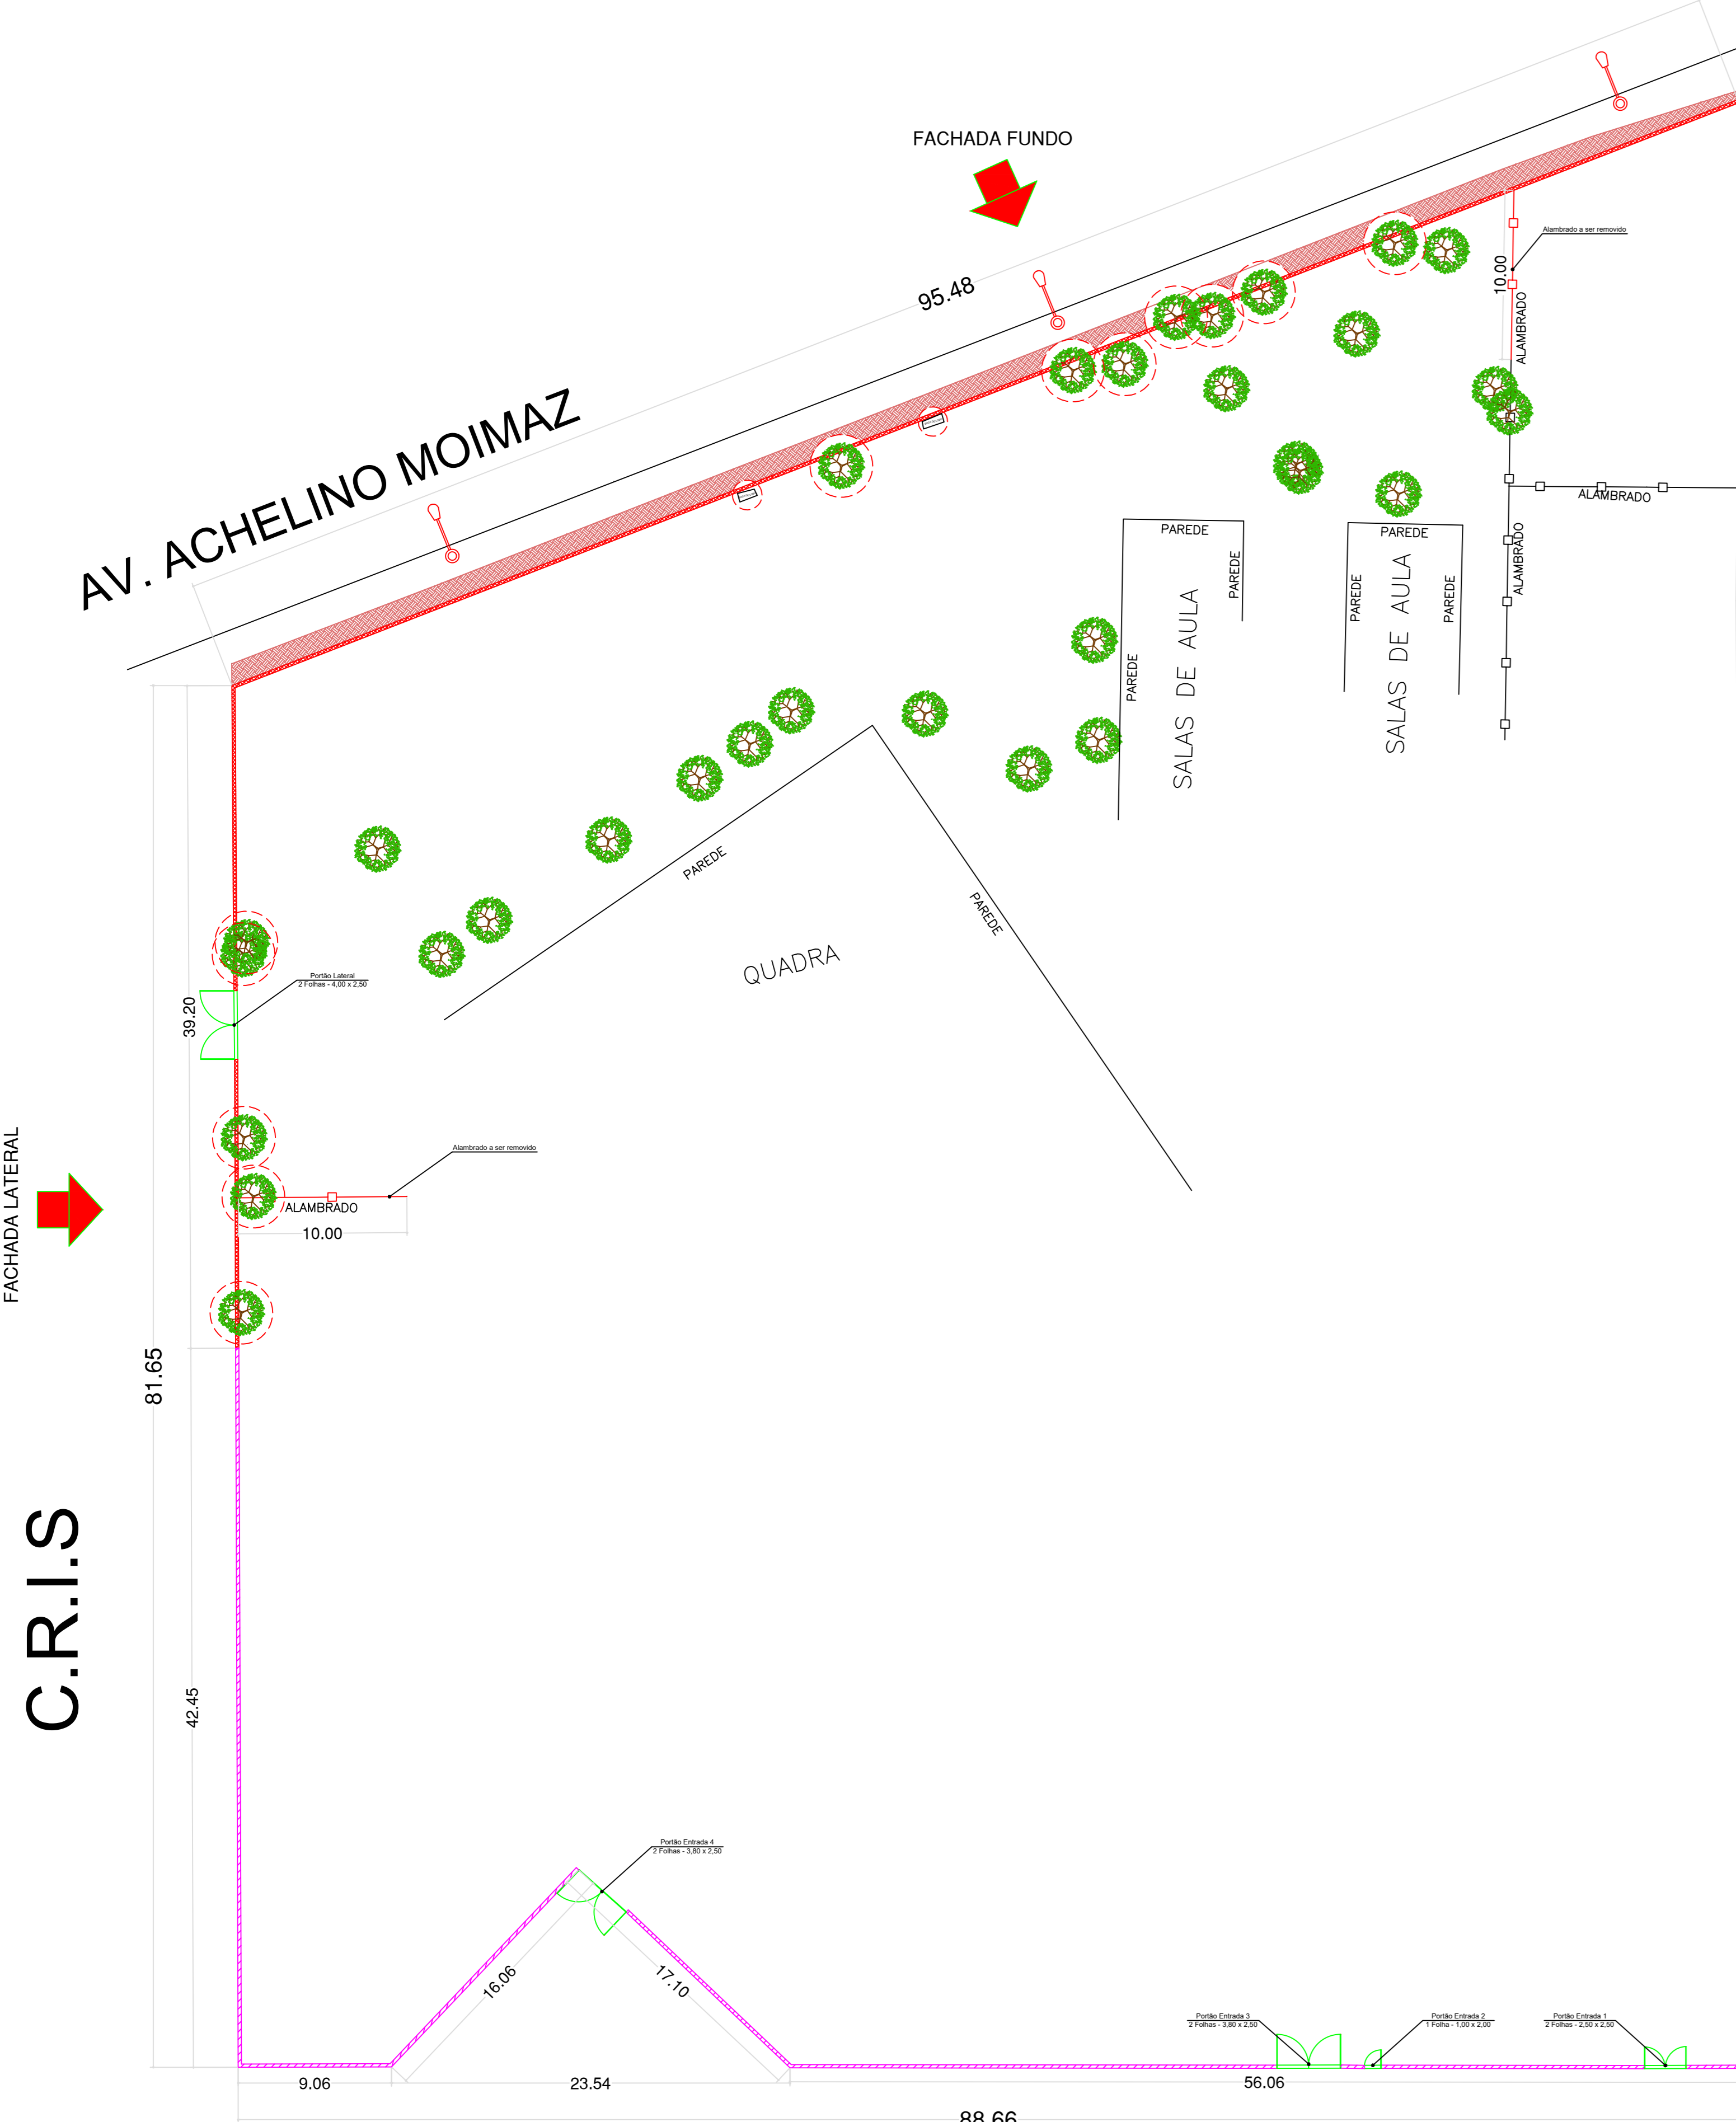 FACHADA FUNDO
95.48
AV. ACHELINO MOIMAZ
Alambrado a ser removido
10.00
ALAMBRADO
ALAMBRADO
ALAMBRADO
PAREDE
PAREDE
PAREDE
SALAS DE AULA
PAREDE
PAREDE
PAREDE
SALAS DE AULA
PAREDE
PAREDE
QUADRA
Portão Lateral
2 Folhas - 4,00 x 2,50
39.20
FACHADA LATERAL
Alambrado a ser removido
ALAMBRADO
10.00
81.65
C.R.I.S
42.45
Portão Entrada 4
2 Folhas - 3,80 x 2,50
16.06
17.10
Portão Entrada 3
2 Folhas - 3,80 x 2,50
Portão Entrada 2
1 Folha - 1,00 x 2,00
Portão Entrada 1
2 Folhas - 2,50 x 2,50
9.06
23.54
56.06
88.66